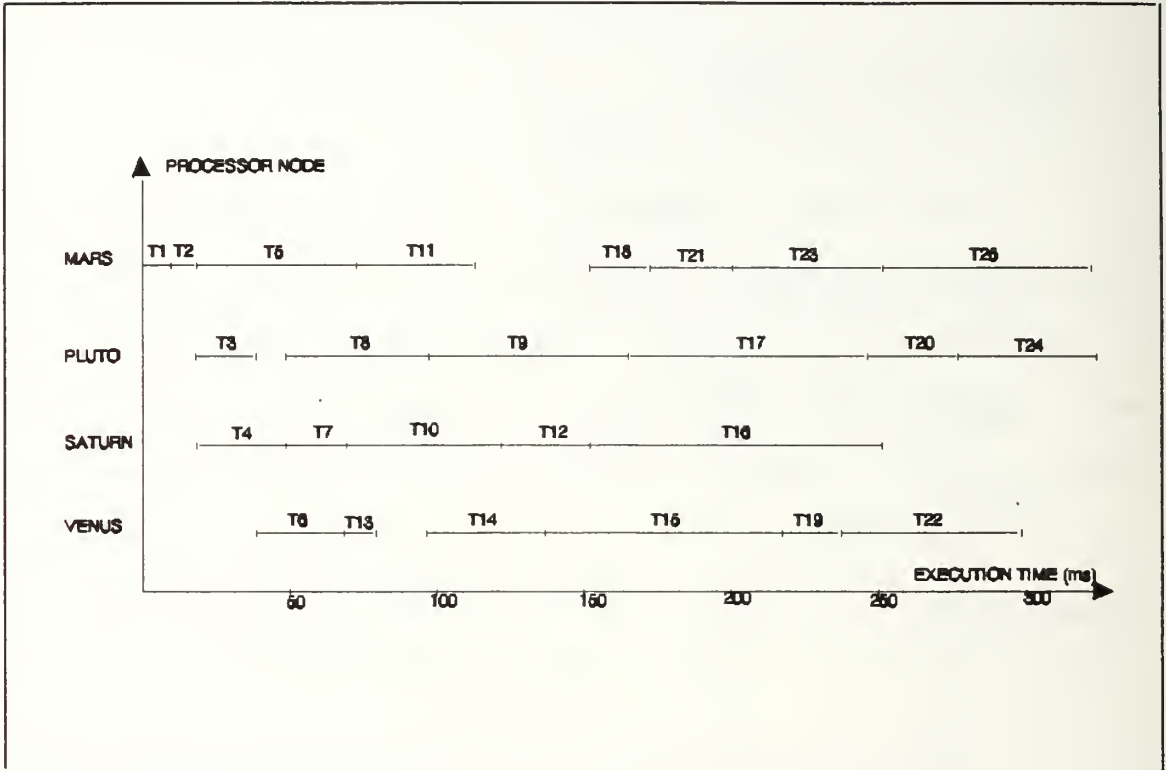 PROCESSOR NODE
MARS T1 T2 T5 T11 T18 T21 T23 T25
PLUTO T3 T8 T9 T17 T20 T24
SATURN T4 T7 T10 T12 T16
VENUS T6 T13 T14 T15 T19 T22
EXECUTION TIME (ms)
50 100 150 200 250 300